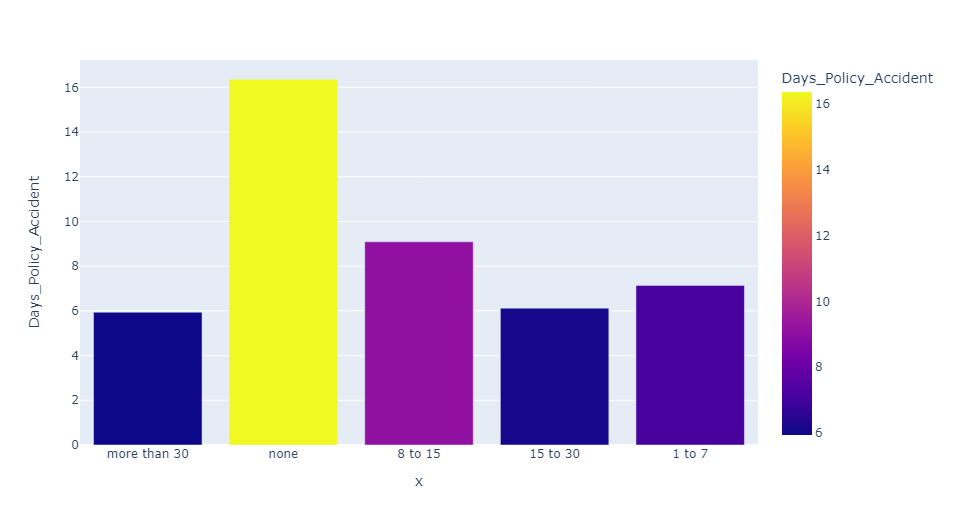 Days_Policy_Accident
16
14
12
10
8
6
4
2
0
more than 30
none
8 to 15
15 to 30
1 to 7
x
Days_Policy_Accident
16
14
12
10
8
6